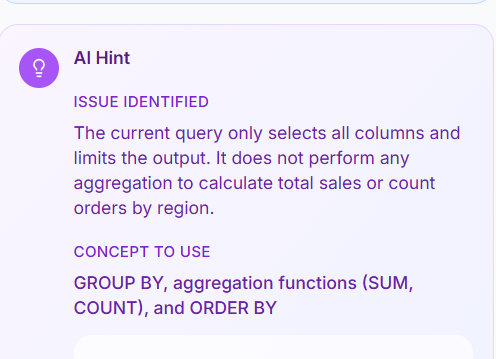 AI Hint
ISSUE IDENTIFIED
The current query only selects all columns and
limits the output. It does not perform any
aggregation to calculate total sales or count
orders by region.
CONCEPT TO USE
GROUP BY, aggregation functions (SUM,
COUNT), and ORDER BY